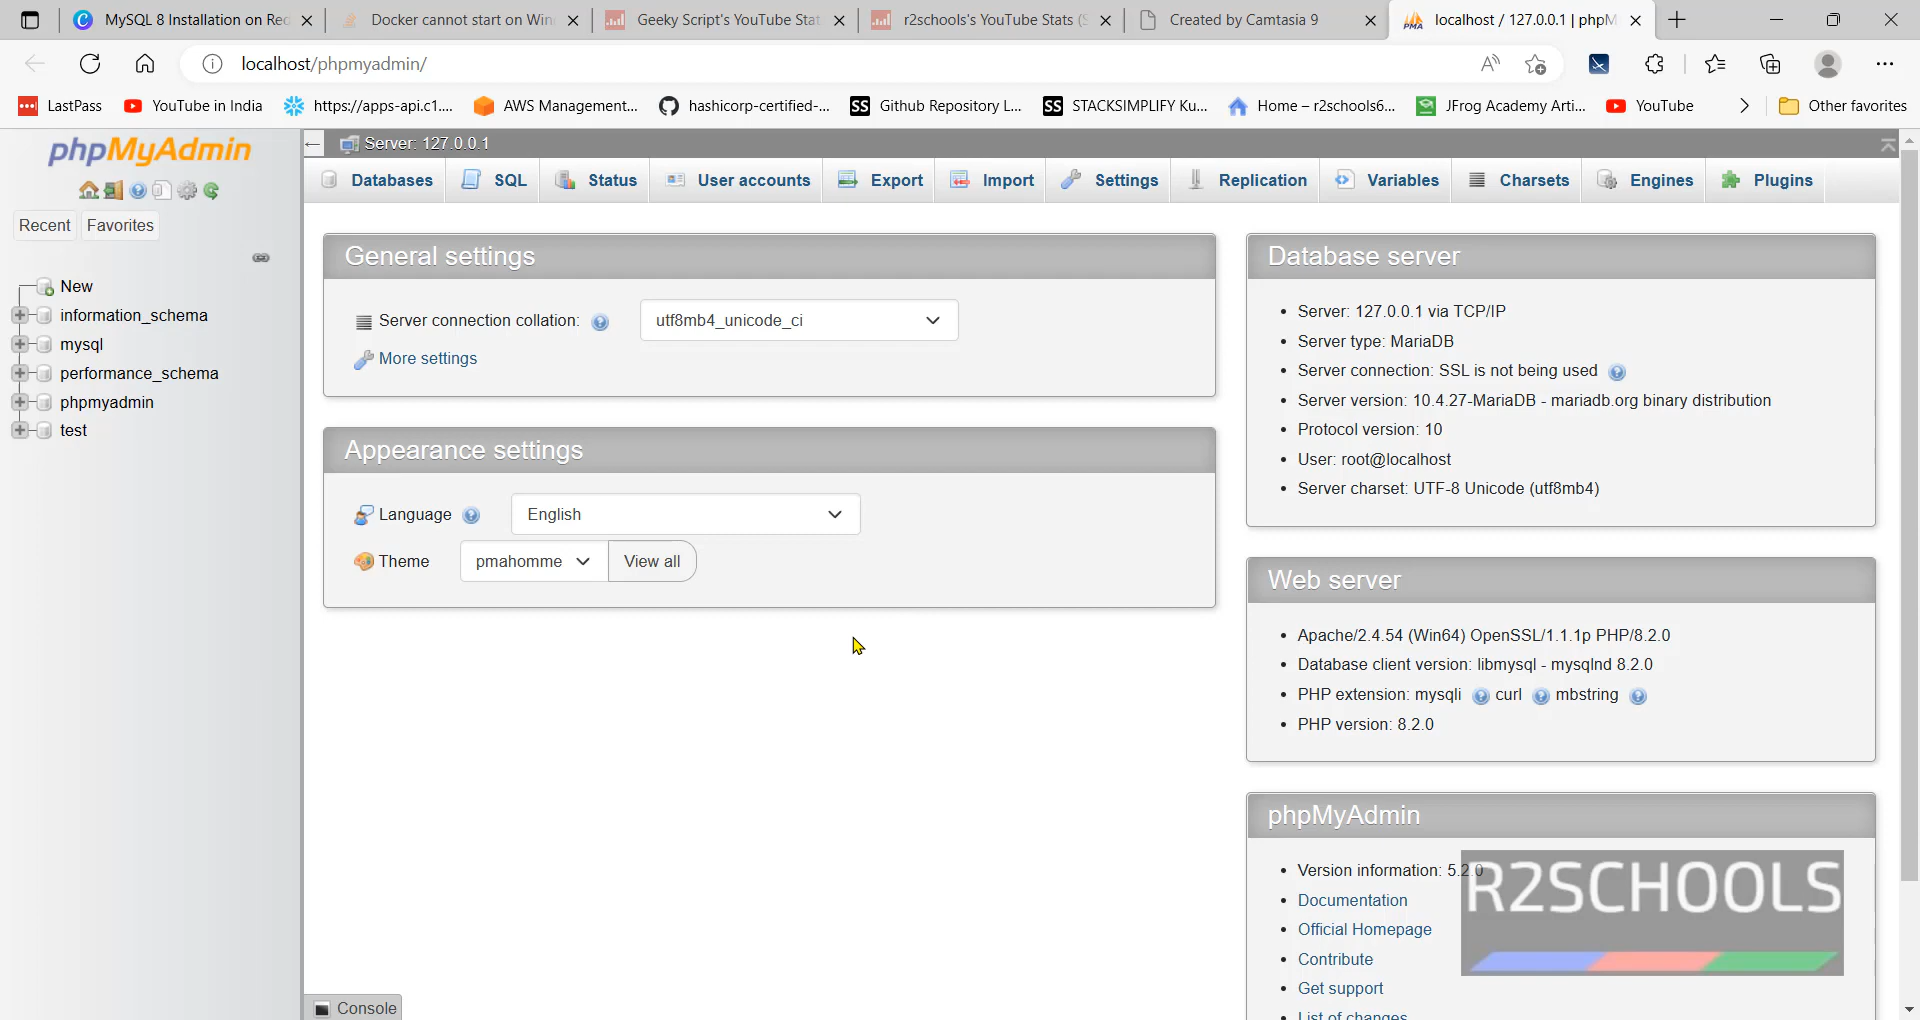 MySQL 8 Installation on Re
Docker cannot start on Win
Geeky Script's YouTube Stat
r2schools's YouTube Stats (S
Created by Camtasia 9
PMA
localhost / 127.0.0.1 | phpM
localhost/phpmyadmin/
LastPass
YouTube in India
https://apps-api.c1....
AWS Management...
hashicorp-certified-...
SS Github Repository L...
SS STACKSIMPLIFY Ku...
Home – r2schools6...
JFrog Academy Arti...
YouTube
Other favorites
phpMyAdmin
Recent
Favorites
New
information_schema
mysql
performance_schema
phpmyadmin
test
Server: 127.0.0.1
Databases
SQL
Status
User accounts
Export
Import
Settings
Replication
Variables
Charsets
Engines
Plugins
General settings
Server connection collation:
utf8mb4_unicode_ci
More settings
Appearance settings
Language
English
Theme
pmahomme
View all
Database server
Server: 127.0.0.1 via TCP/IP
Server type: MariaDB
Server connection: SSL is not being used
Server version: 10.4.27-MariaDB - mariadb.org binary distribution
Protocol version: 10
User: root@localhost
Server charset: UTF-8 Unicode (utf8mb4)
Web server
Apache/2.4.54 (Win64) OpenSSL/1.1.1p PHP/8.2.0
Database client version: libmysql - mysqlnd 8.2.0
PHP extension: mysqli curl mbstring
PHP version: 8.2.0
phpMyAdmin
Version information: 5.2.0
Documentation
Official Homepage
Contribute
Get support
List of changes
R2SCHOOLS
Console